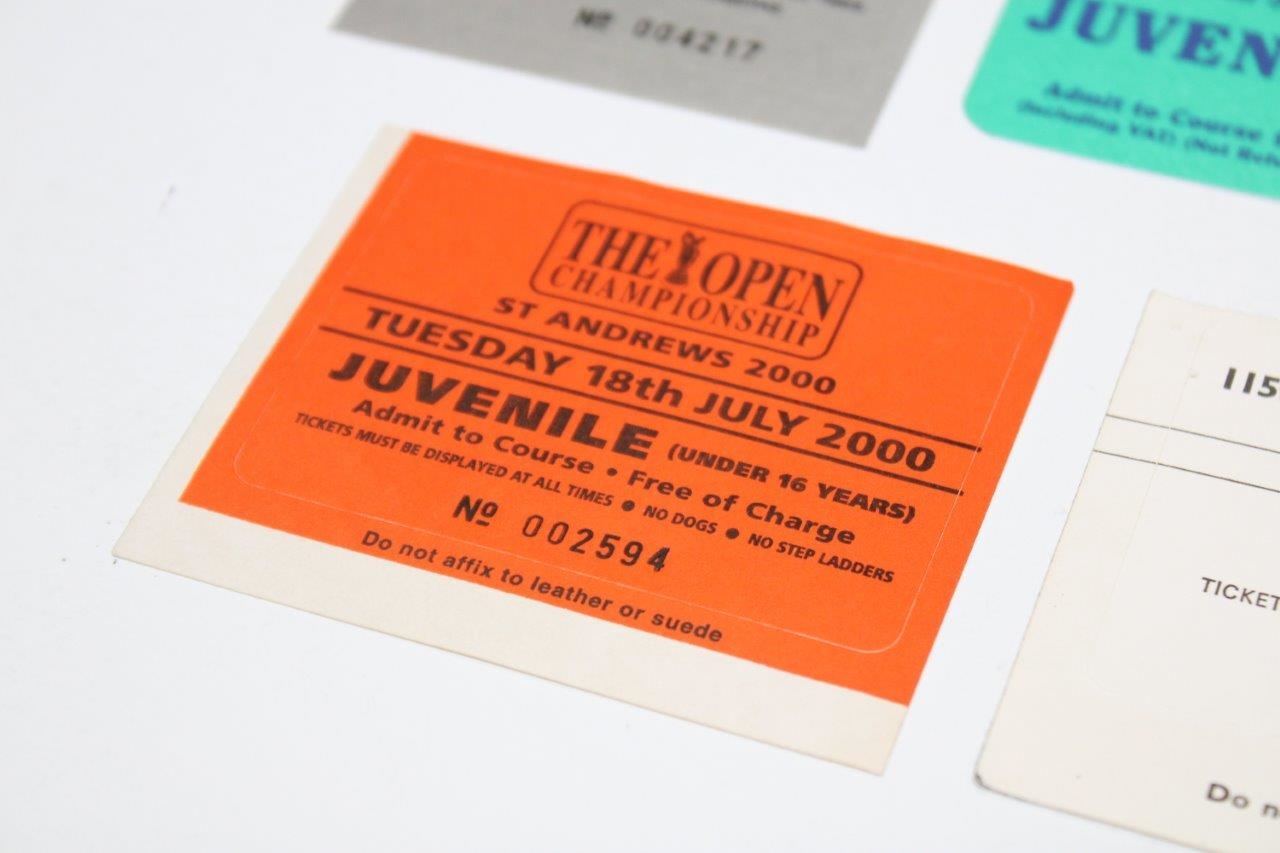 Nº 004217
JUVEN
Admit to Course
(Including VAT) (Not
THE OPEN
CHAMPIONSHIP
ST ANDREWS 2000
TUESDAY 18th JULY 2000
JUVENILE (UNDER 16 YEARS)
Admit to Course • Free of Charge
TICKETS MUST BE DISPLAYED AT ALL TIMES • NO DOGS • NO STEP LADDERS
Nº 002594
Do not affix to leather or suede
115
TICKET
Do n